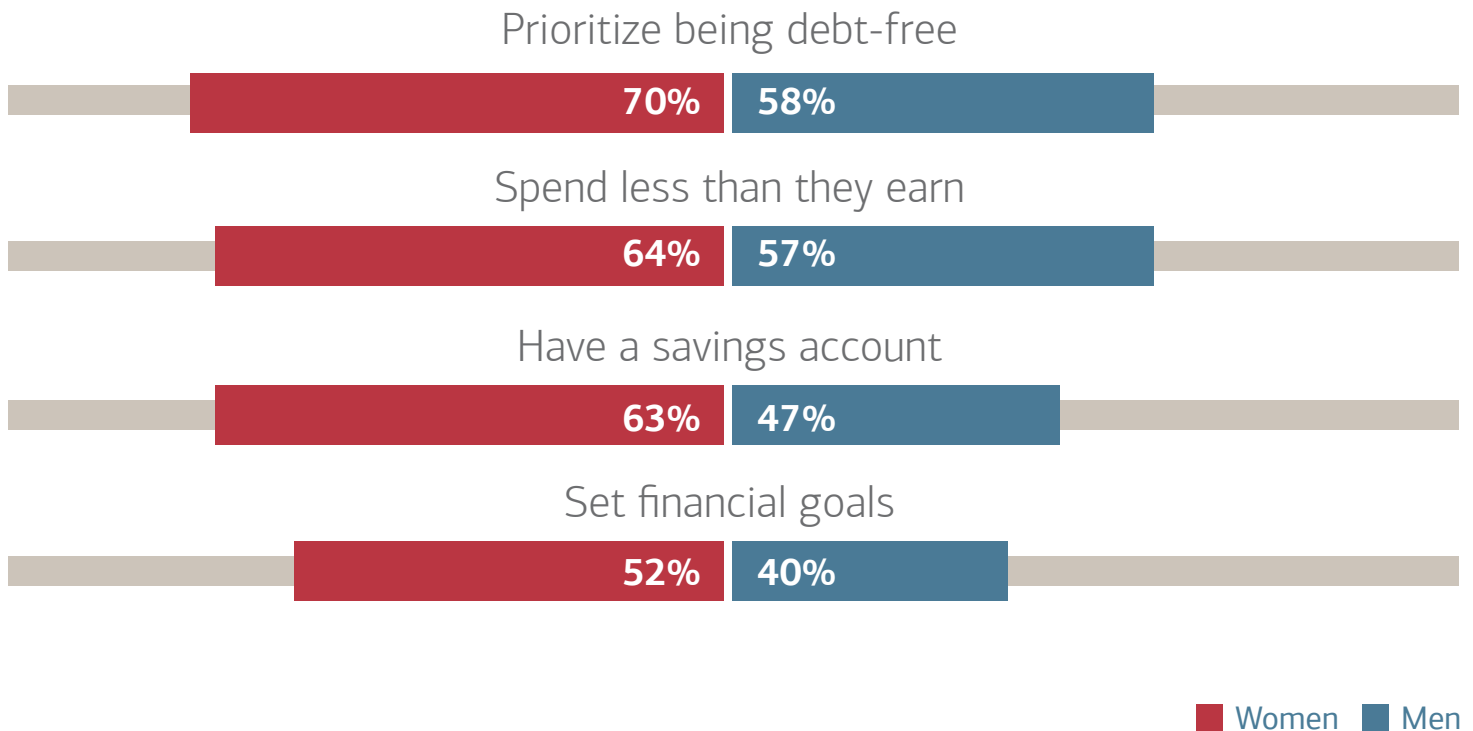 Prioritize being debt-free
70% 58%
Spend less than they earn
64% 57%
Have a savings account
63% 47%
Set financial goals
52% 40%
Women Men